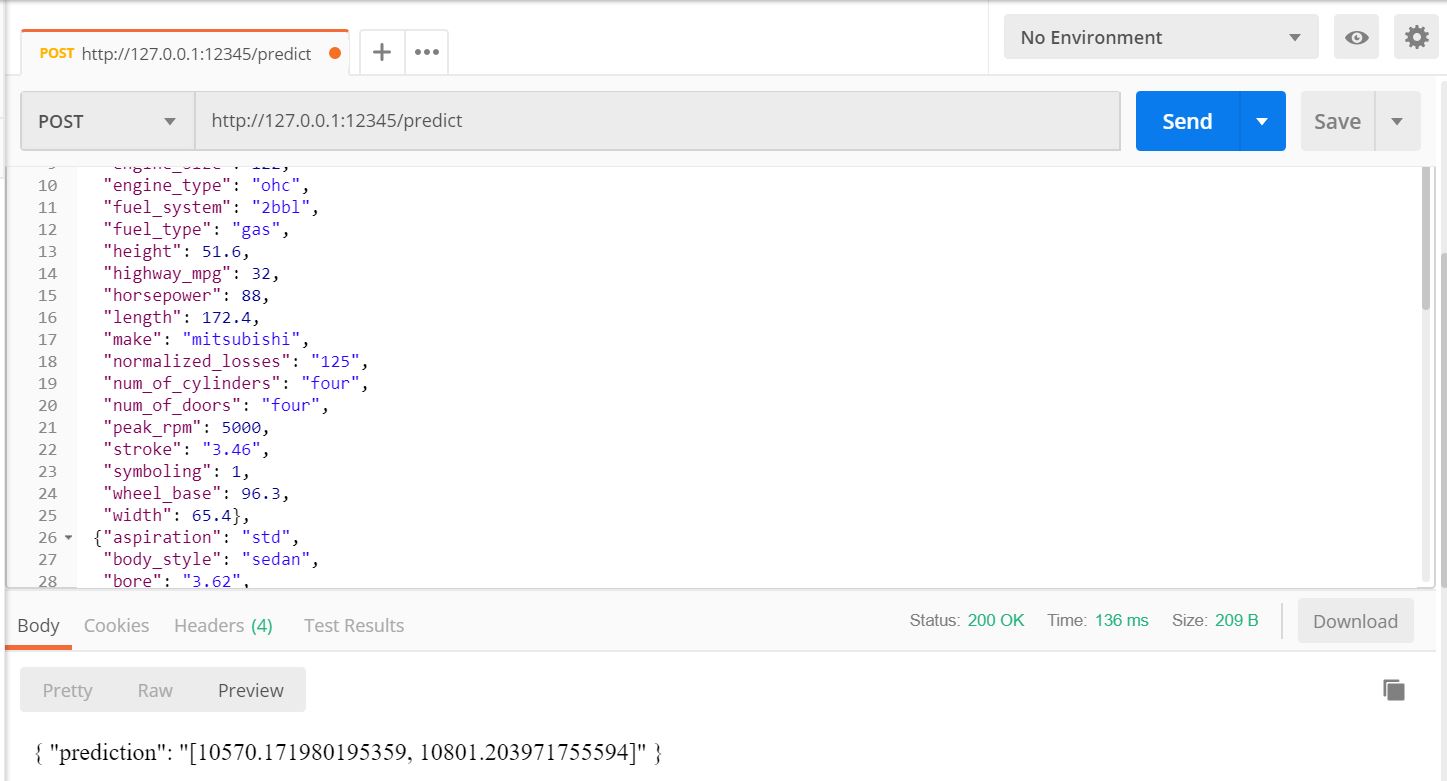 POST http://127.0.0.1:12345/predict
No Environment
POST http://127.0.0.1:12345/predict Send Save
"engine_size": 122,
10 "engine_type": "ohc",
11 "fuel_system": "2bbl",
12 "fuel_type": "gas",
13 "height": 51.6,
14 "highway_mpg": 32,
15 "horsepower": 88,
16 "length": 172.4,
17 "make": "mitsubishi",
18 "normalized_losses": "125",
19 "num_of_cylinders": "four",
20 "num_of_doors": "four",
21 "peak_rpm": 5000,
22 "stroke": "3.46",
23 "symboling": 1,
24 "wheel_base": 96.3,
25 "width": 65.4},
26 {"aspiration": "std",
27 "body_style": "sedan",
28 "bore": "3.62",
Body Cookies Headers (4) Test Results Status: 200 OK Time: 136 ms Size: 209 B Download
Pretty Raw Preview
{ "prediction": "[10570.171980195359, 10801.203971755594]" }